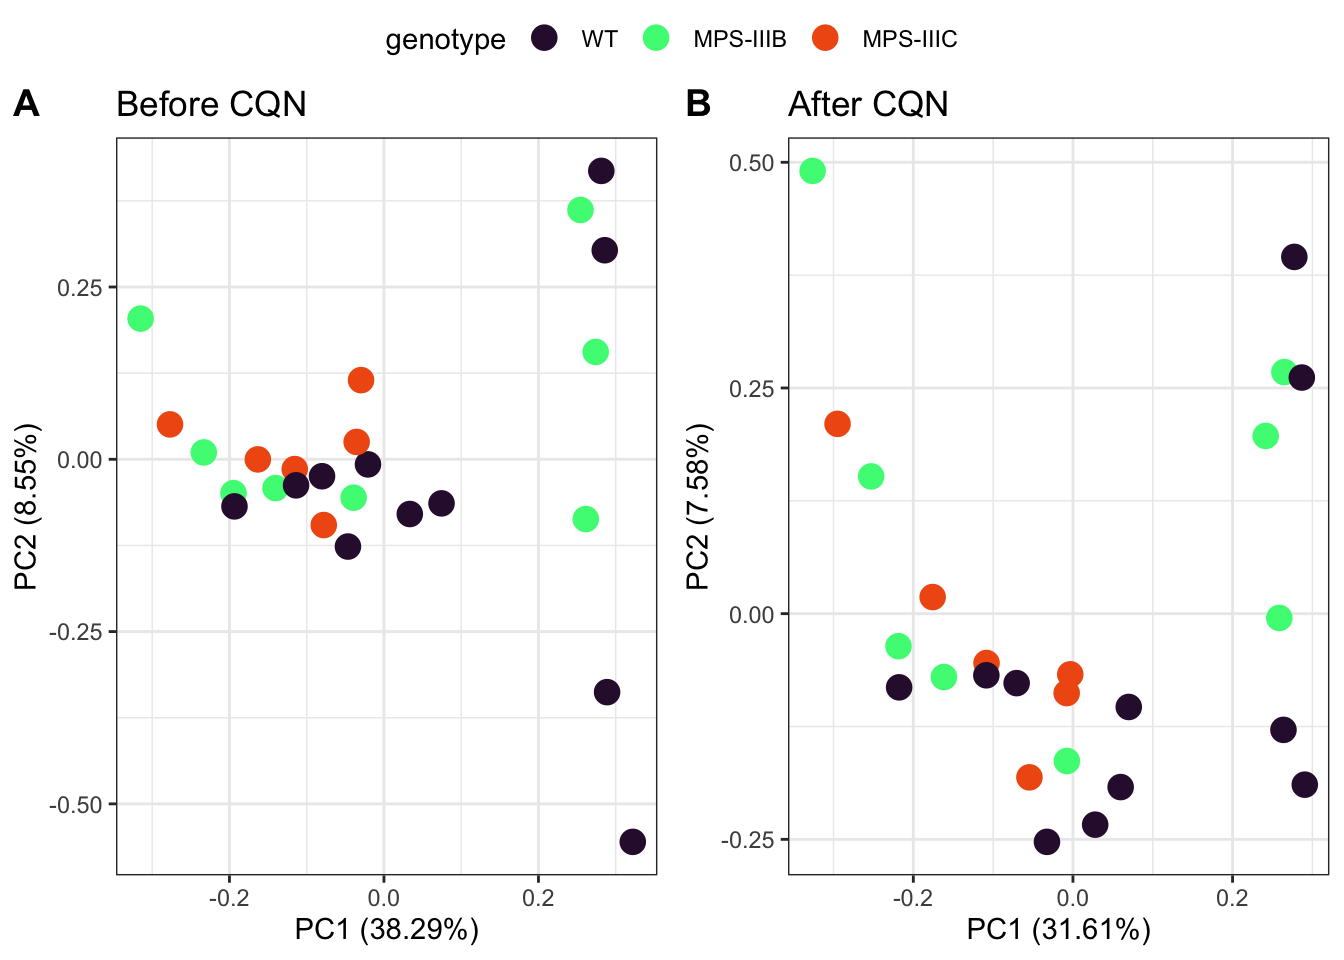 genotype WT MPS-IIIB MPS-IIIC
A Before CQN
0.25
0.00
-0.25
-0.50
PC2 (8.55%)
-0.2 0.0 0.2
PC1 (38.29%)
B After CQN
0.50
0.25
0.00
-0.25
PC2 (7.58%)
-0.2 0.0 0.2
PC1 (31.61%)